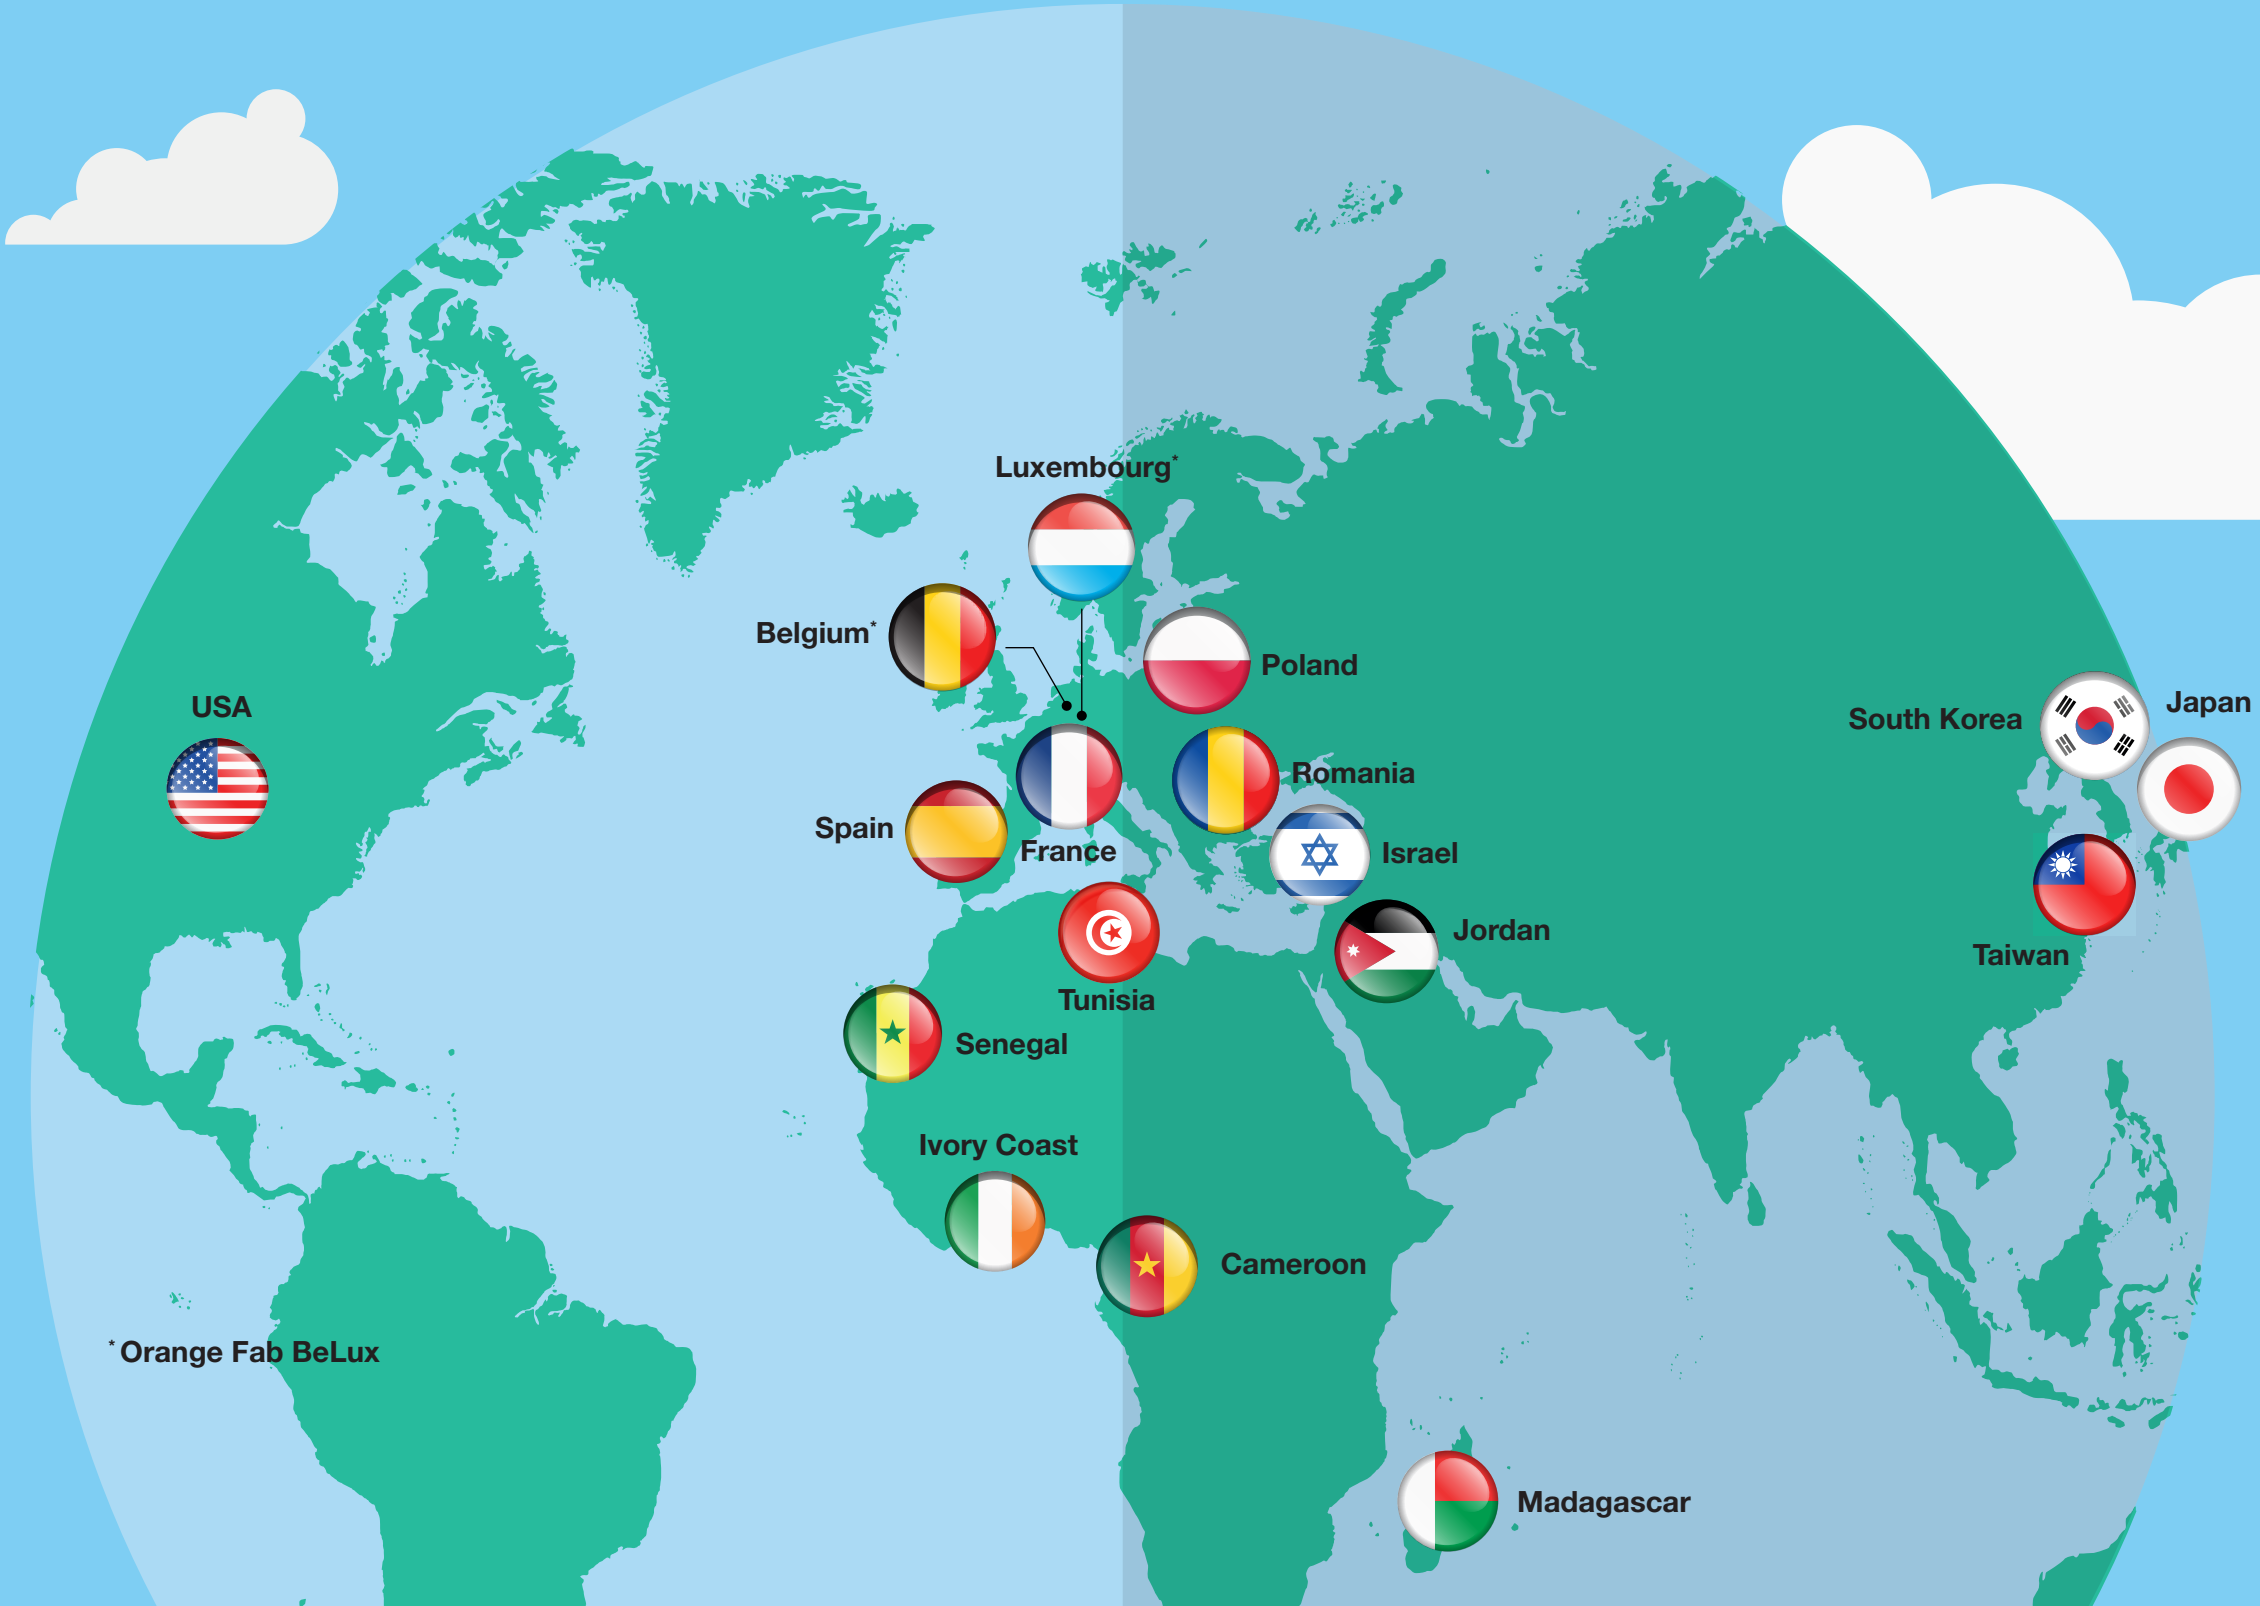 Luxembourg*
Belgium*
Poland
USA
South Korea
Japan
Romania
Spain
France
Israel
Jordan
Taiwan
Tunisia
Senegal
Ivory Coast
Cameroon
* Orange Fab BeLux
Madagascar